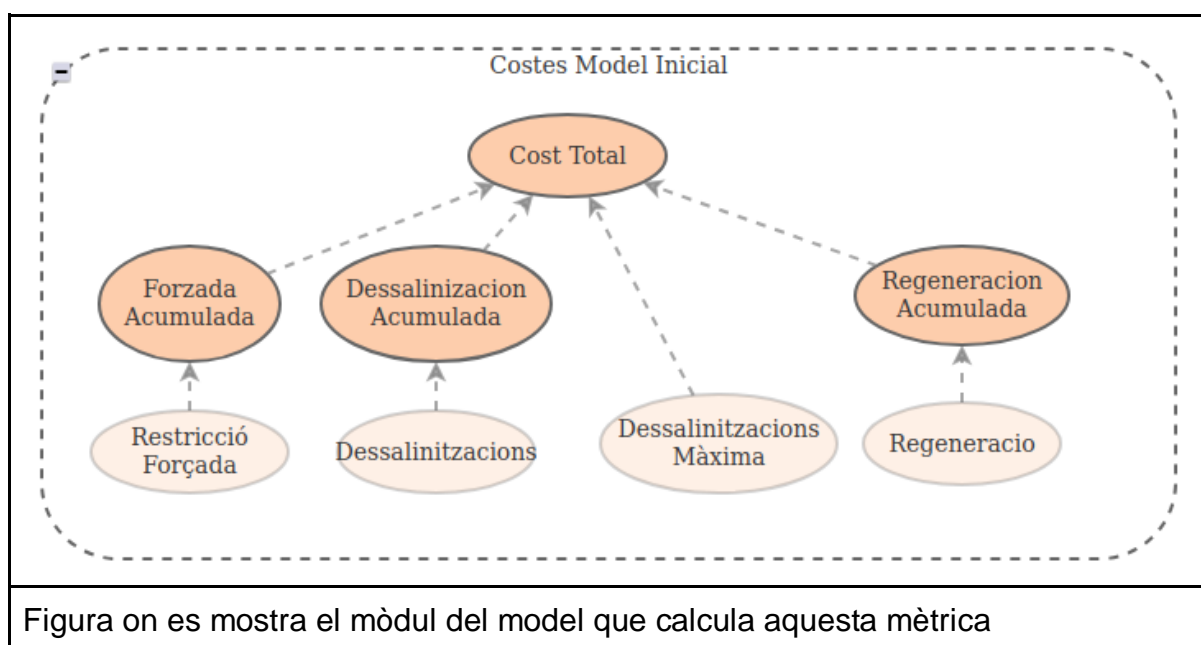 Costes Model Inicial
Cost Total
Forzada
Acumulada
Dessalinizacion
Acumulada
Regeneracion
Acumulada
Restricció
Forçada
Dessalinitzacions
Dessalinitzacions
Màxima
Regeneracio
Figura on es mostra el mòdul del model que calcula aquesta mètrica